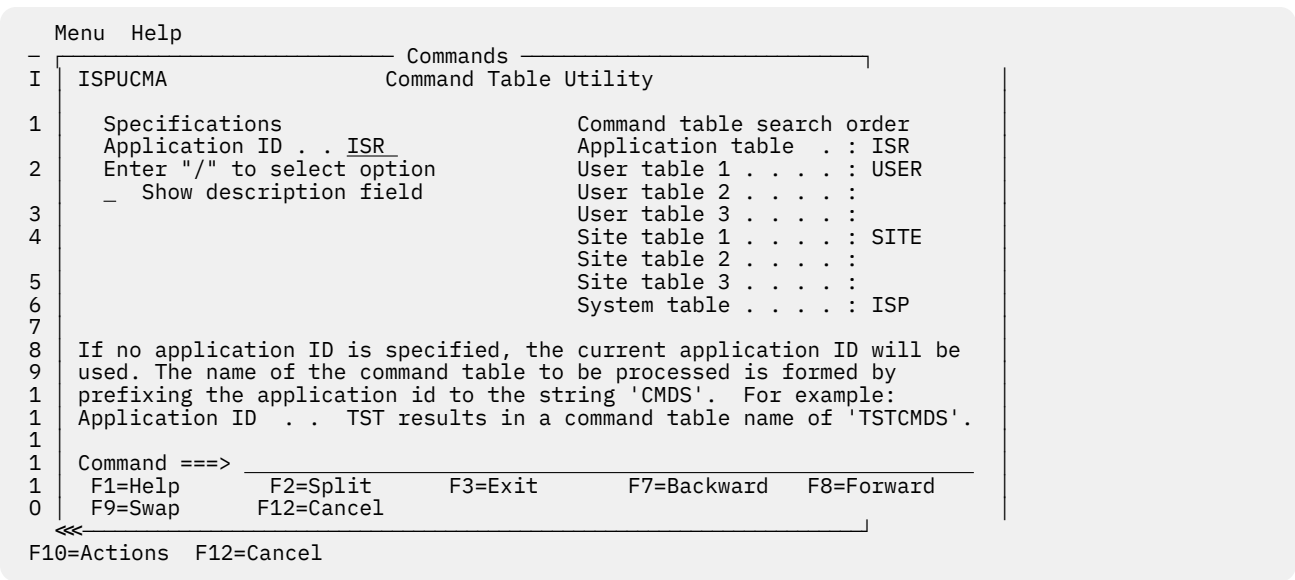 Menu Help
Commands
I ISPUCMA Command Table Utility
1 Specifications Command table search order
Application ID . . ISR Application table . : ISR
2 Enter "/" to select option User table 1 . . . . : USER
_ Show description field User table 2 . . . . :
3 User table 3 . . . . :
4 Site table 1 . . . . : SITE
Site table 2 . . . . :
5 Site table 3 . . . . :
6 System table . . . . : ISP
7
8 If no application ID is specified, the current application ID will be
9 used. The name of the command table to be processed is formed by
1 prefixing the application id to the string 'CMDS'. For example:
1 Application ID . . TST results in a command table name of 'TSTCMDS'.
1
1 Command ===>
1 F1=Help F2=Split F3=Exit F7=Backward F8=Forward
O F9=Swap F12=Cancel
<<<
F10=Actions F12=Cancel